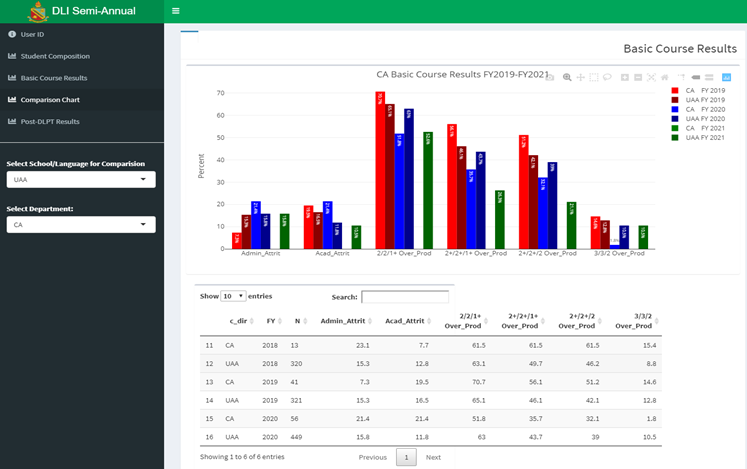 DLI Semi-Annual
User ID
Student Composition
Basic Course Results
Comparison Chart
Post-DLPT Results
Select School/Language for Comparision
UAA
Select Department:
CA
Basic Course Results
CA Basic Course Results FY2019-FY2021
CA FY 2019
UAA FY 2019
CA FY 2020
UAA FY 2020
CA FY 2021
UAA FY 2021
Percent
70
60
50
40
30
20
10
0
Admin_Attrit Acad_Attrit 2/2/1+ Over_Prod 2+/2+/1+ Over_Prod 2+/2+/2 Over_Prod 3/3/2 Over_Prod
Show 10 entries Search:
c_dir FY N Admin_Attrit Acad_Attrit 2/2/1+ Over_Prod 2+/2+/1+ Over_Prod 2+/2+/2 Over_Prod 3/3/2 Over_Prod
11 CA 2018 13 23.1 7.7 61.5 61.5 61.5 15.4
12 UAA 2018 320 15.3 12.8 63.1 49.7 46.2 8.8
13 CA 2019 41 7.3 19.5 70.7 56.1 51.2 14.6
14 UAA 2019 321 15.3 16.5 65.1 46.1 42.1 12.8
15 CA 2020 56 21.4 21.4 51.8 35.7 32.1 1.8
16 UAA 2020 449 15.8 11.8 63 43.7 39 10.5
Showing 1 to 6 of 6 entries Previous 1 Next